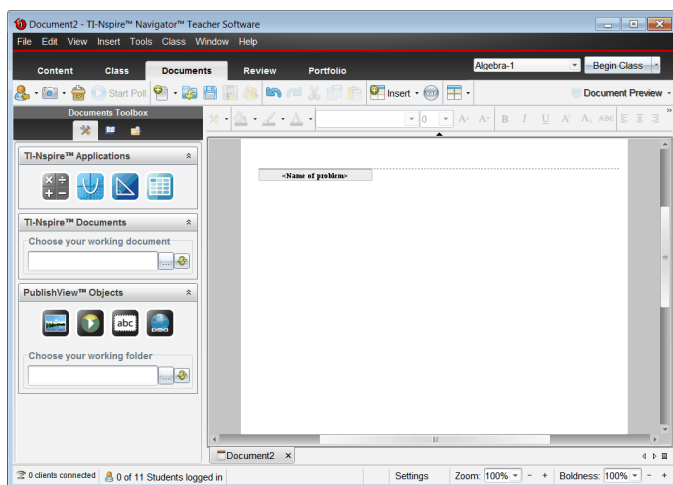 Document2 - TI-Nspire™ Navigator™ Teacher Software
File Edit View Insert Tools Class Window Help
Content Class Documents Review Portfolio Algebra-1 Begin Class
Start Poll Insert Document Preview
Documents Toolbox
0 A- A+ B I U ABC
TI-Nspire™ Applications
<Name of problem>
TI-Nspire™ Documents
Choose your working document
...
PublishView™ Objects
abc
Choose your working folder
...
Document2 x
0 clients connected 0 of 11 Students logged in Settings Zoom: 100% - + Boldness: 100% - +